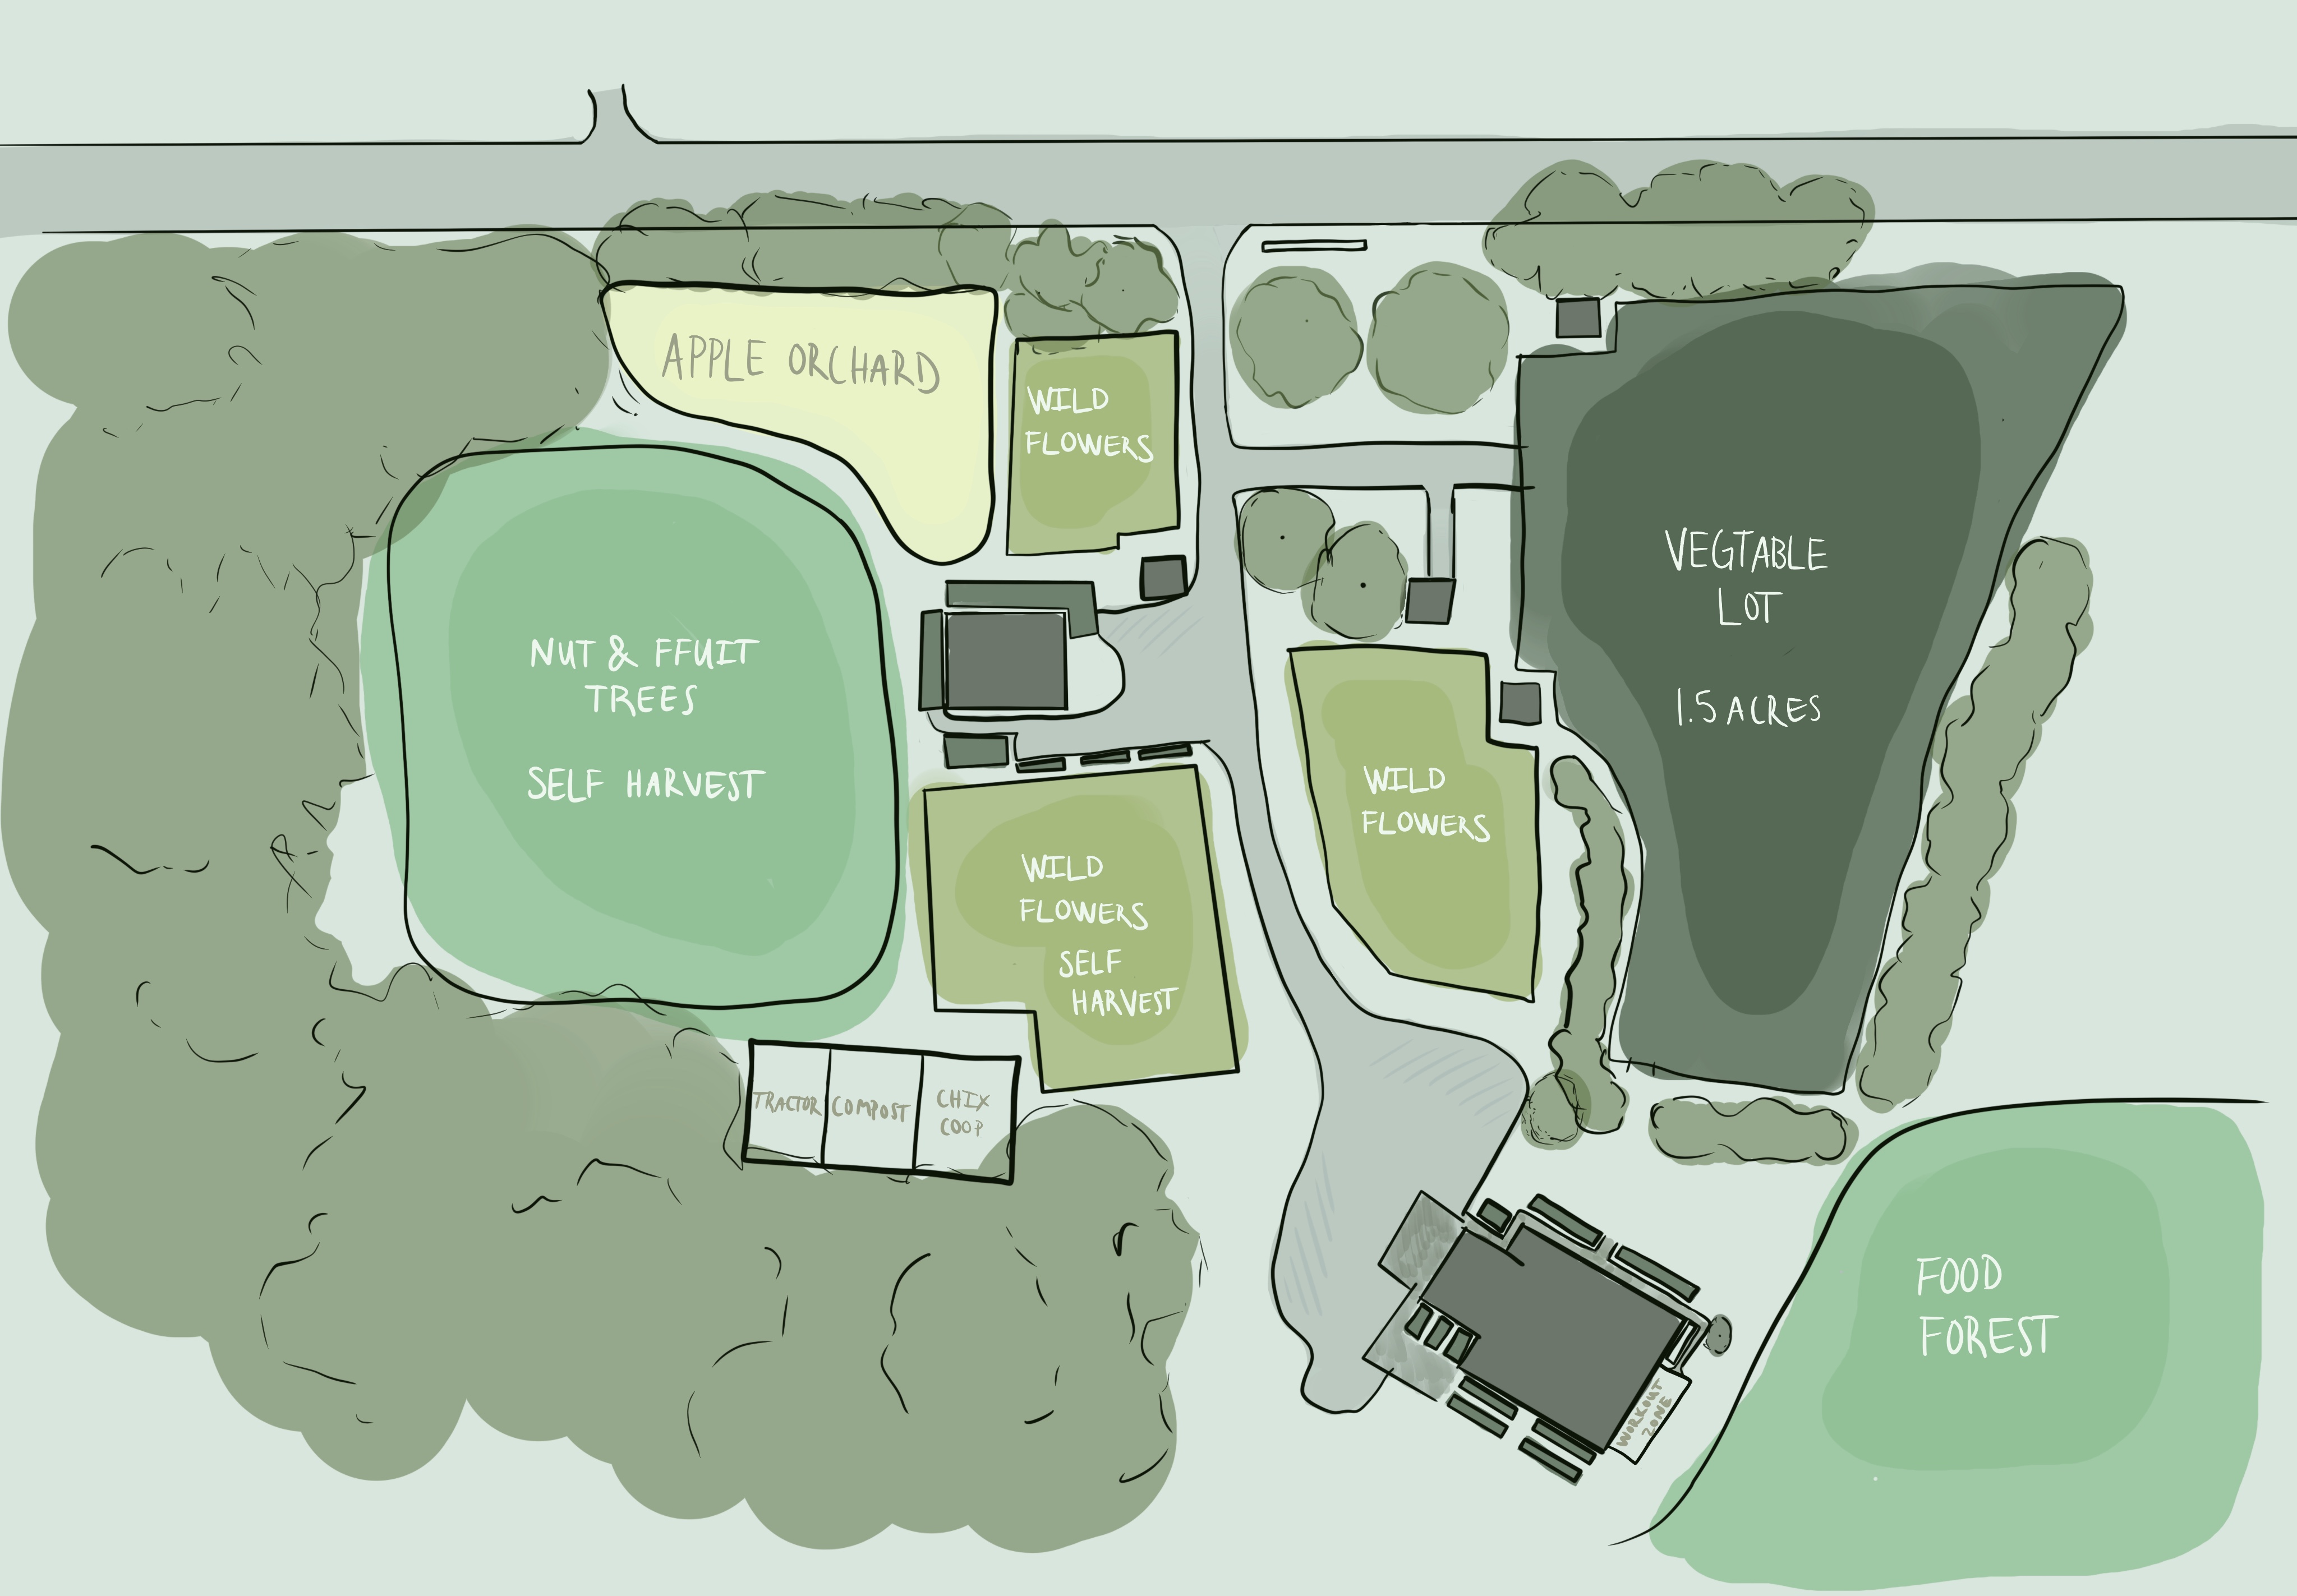 APPLE ORCHARD
WILD
FLOWERS
VEGTABLE
LOT
1.5 ACRES
NUT & FFUIT
TREES
SELF HARVEST
WILD
FLOWERS
WILD
FLOWERS
SELF
HARVEST
TRACTOR
COMPOST
CHIX
COOP
FOOD
FOREST
WORKOUT
ZONE